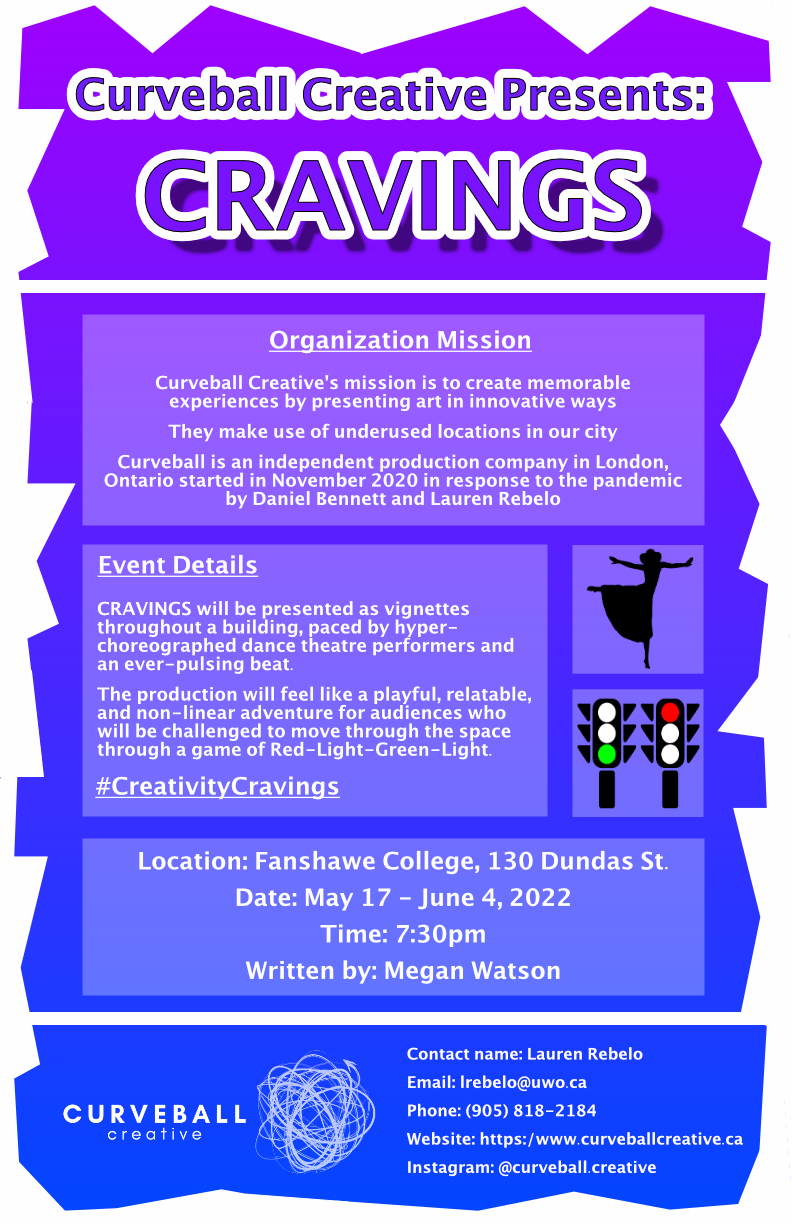 Curveball Creative Presents:
CRAVINGS
Organization Mission
Curveball Creative's mission is to create memorable
experiences by presenting art in innovative ways
They make use of underused locations in our city
Curveball is an independent production company in London,
Ontario started in November 2020 in response to the pandemic
by Daniel Bennett and Lauren Rebelo
Event Details
CRAVINGS will be presented as vignettes
throughout a building, paced by hyper-
choreographed dance theatre performers and
an ever-pulsing beat.
The production will feel like a playful, relatable,
and non-linear adventure for audiences who
will be challenged to move through the space
through a game of Red-Light-Green-Light.
#CreativityCravings
Location: Fanshawe College, 130 Dundas St.
Date: May 17 - June 4, 2022
Time: 7:30pm
Written by: Megan Watson
CURVEBALL
creative
Contact name: Lauren Rebelo
Email: lrebelo@uwo.ca
Phone: (905) 818-2184
Website: https:/www.curveballcreative.ca
Instagram: @curveball.creative